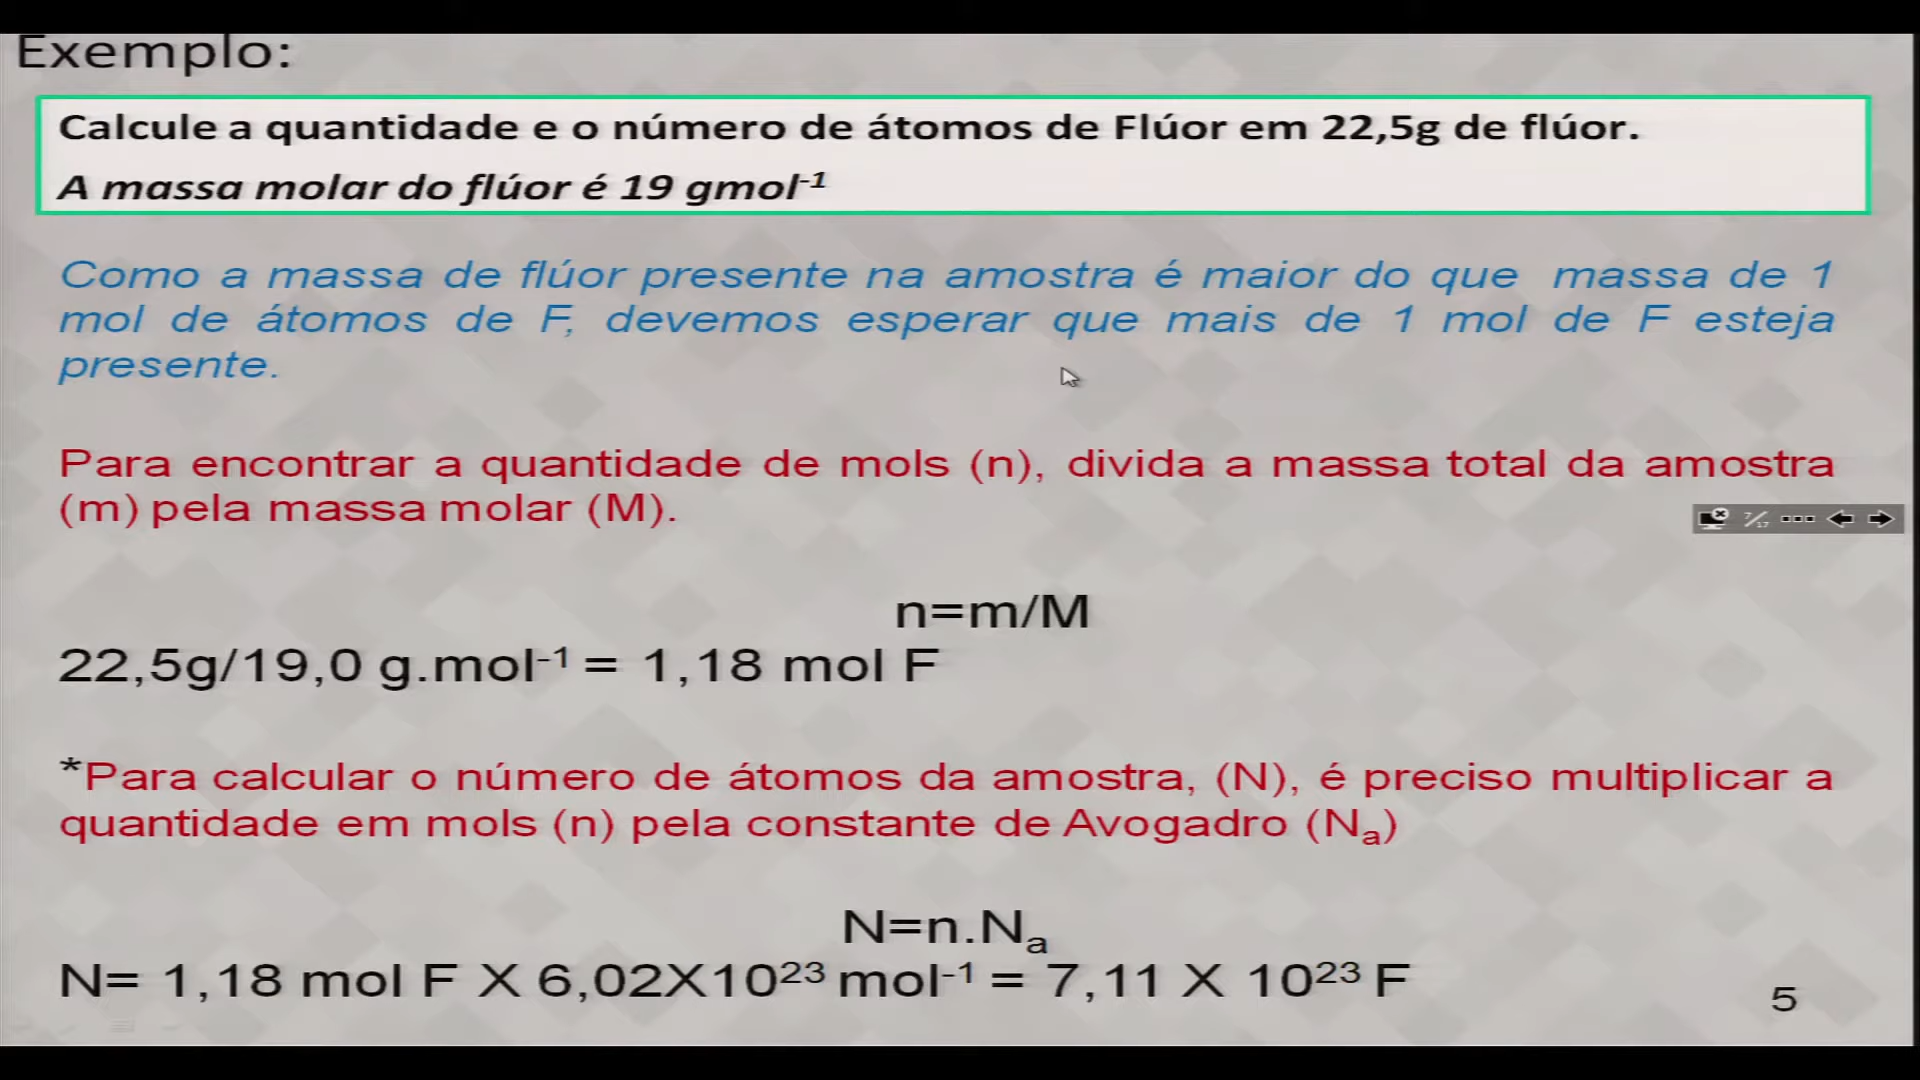 Exemplo:
Calcule a quantidade e o número de átomos de Flúor em 22,5g de flúor.
A massa molar do flúor é 19 gmol⁻¹
Como a massa de flúor presente na amostra é maior do que massa de 1
mol de átomos de F, devemos esperar que mais de 1 mol de F esteja
presente.
Para encontrar a quantidade de mols (n), divida a massa total da amostra
(m) pela massa molar (M).
7/17
n=m/M
22,5g/19,0 g.mol⁻¹ = 1,18 mol F
*Para calcular o número de átomos da amostra, (N), é preciso multiplicar a
quantidade em mols (n) pela constante de Avogadro (Nₐ)
N=n.Nₐ
N= 1,18 mol F X 6,02X10²³ mol⁻¹ = 7,11 X 10²³ F
5